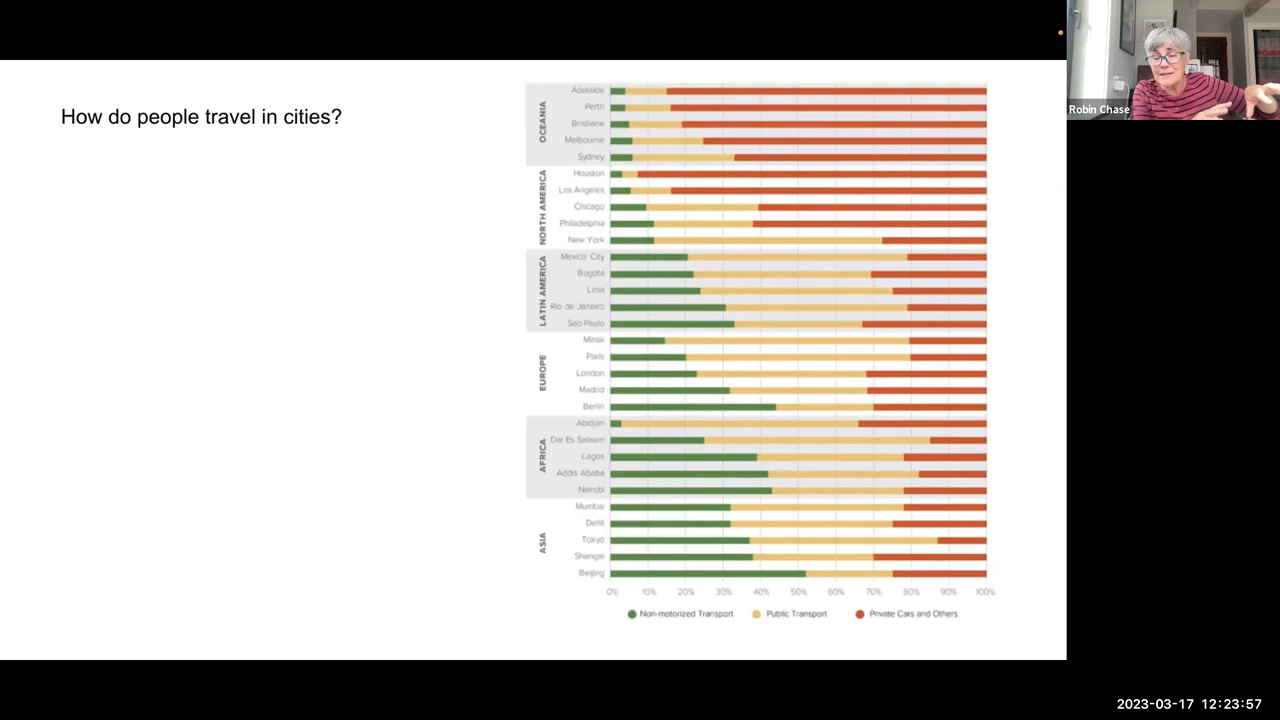 How do people travel in cities?
Robin Chase
OCEANIA
Adelaide
Perth
Brisbane
Melbourne
Sydney
NORTH AMERICA
Houston
Los Angeles
Chicago
Philadelphia
New York
LATIN AMERICA
Mexico City
Bogota
Lima
Rio de Janeiro
Sao Paulo
EUROPE
Minsk
Paris
London
Madrid
Berlin
AFRICA
Abidjan
Dar Es Salaam
Lagos
Addis Ababa
Nairobi
ASIA
Mumbai
Dehli
Tokyo
Shangai
Beijing
0% 10% 20% 30% 40% 50% 60% 70% 80% 90% 100%
Non-motorized Transport Public Transport Private Cars and Others
2023-03-17 12:23:57